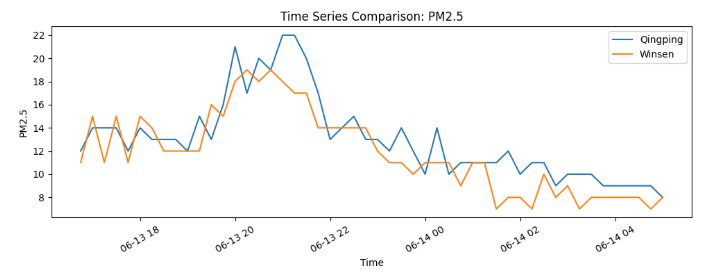 Time Series Comparison: PM2.5
Qingping
Winsen
PM2.5
22
20
18
16
14
12
10
8
06-13 18
06-13 20
06-13 22
06-14 00
06-14 02
06-14 04
Time